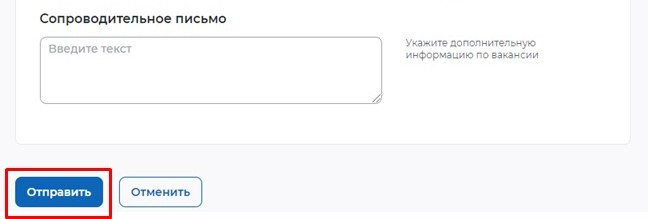 Сопроводительное письмо
Введите текст
Укажите дополнительную
информацию по вакансии
Отправить
Отменить